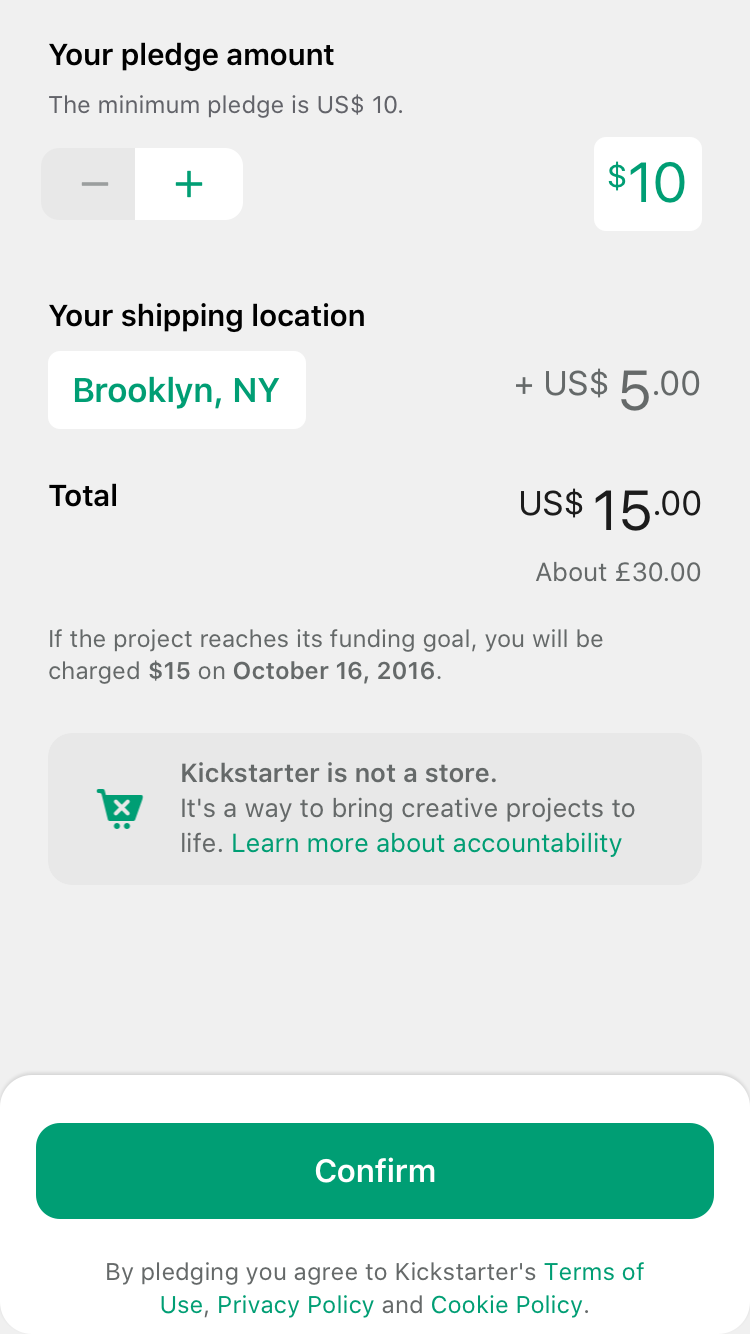 Your pledge amount
The minimum pledge is US$ 10.
− + $10
Your shipping location
Brooklyn, NY + US$ 5.00
Total US$ 15.00
About £30.00
If the project reaches its funding goal, you will be
charged $15 on October 16, 2016.
Kickstarter is not a store.
It's a way to bring creative projects to
life. Learn more about accountability
Confirm
By pledging you agree to Kickstarter's Terms of
Use, Privacy Policy and Cookie Policy.